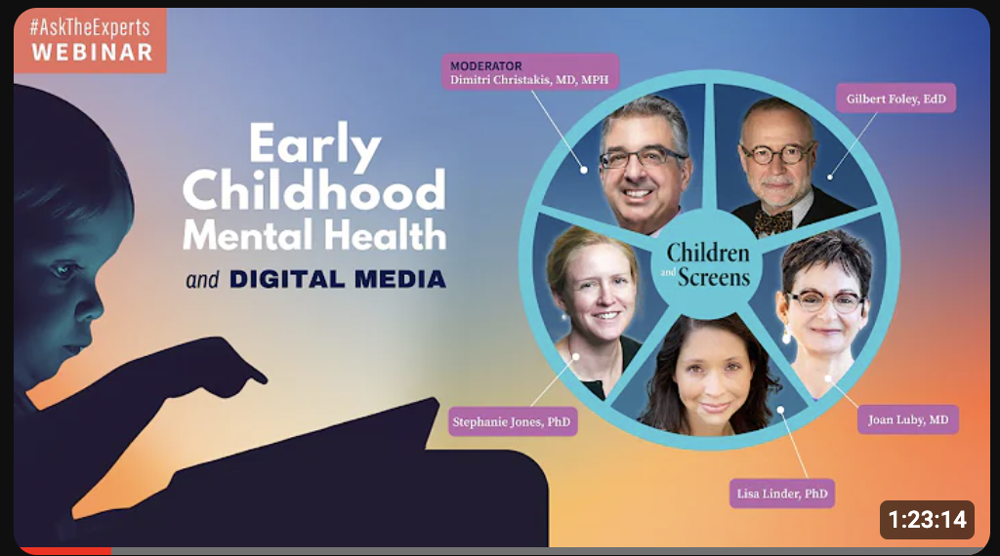 #AskTheExperts
WEBINAR
Early
Childhood
Mental Health
and DIGITAL MEDIA
MODERATOR
Dimitri Christakis, MD, MPH
Gilbert Foley, EdD
Children
and Screens
Stephanie Jones, PhD
Joan Luby, MD
Lisa Linder, PhD
1:23:14